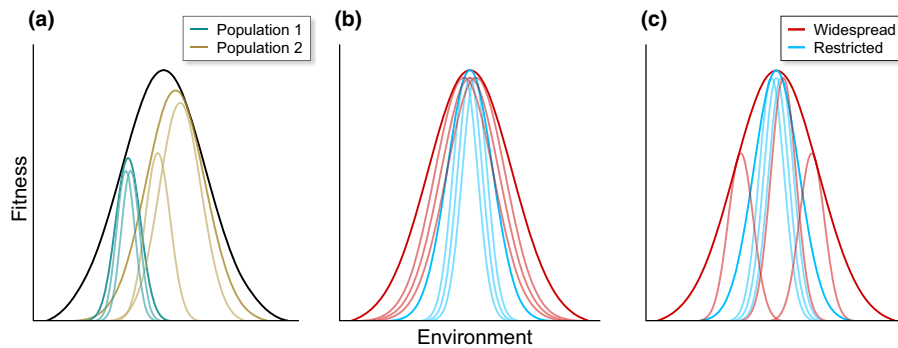 (a)
Population 1
Population 2
(b)
(c)
Widespread
Restricted
Fitness
Environment